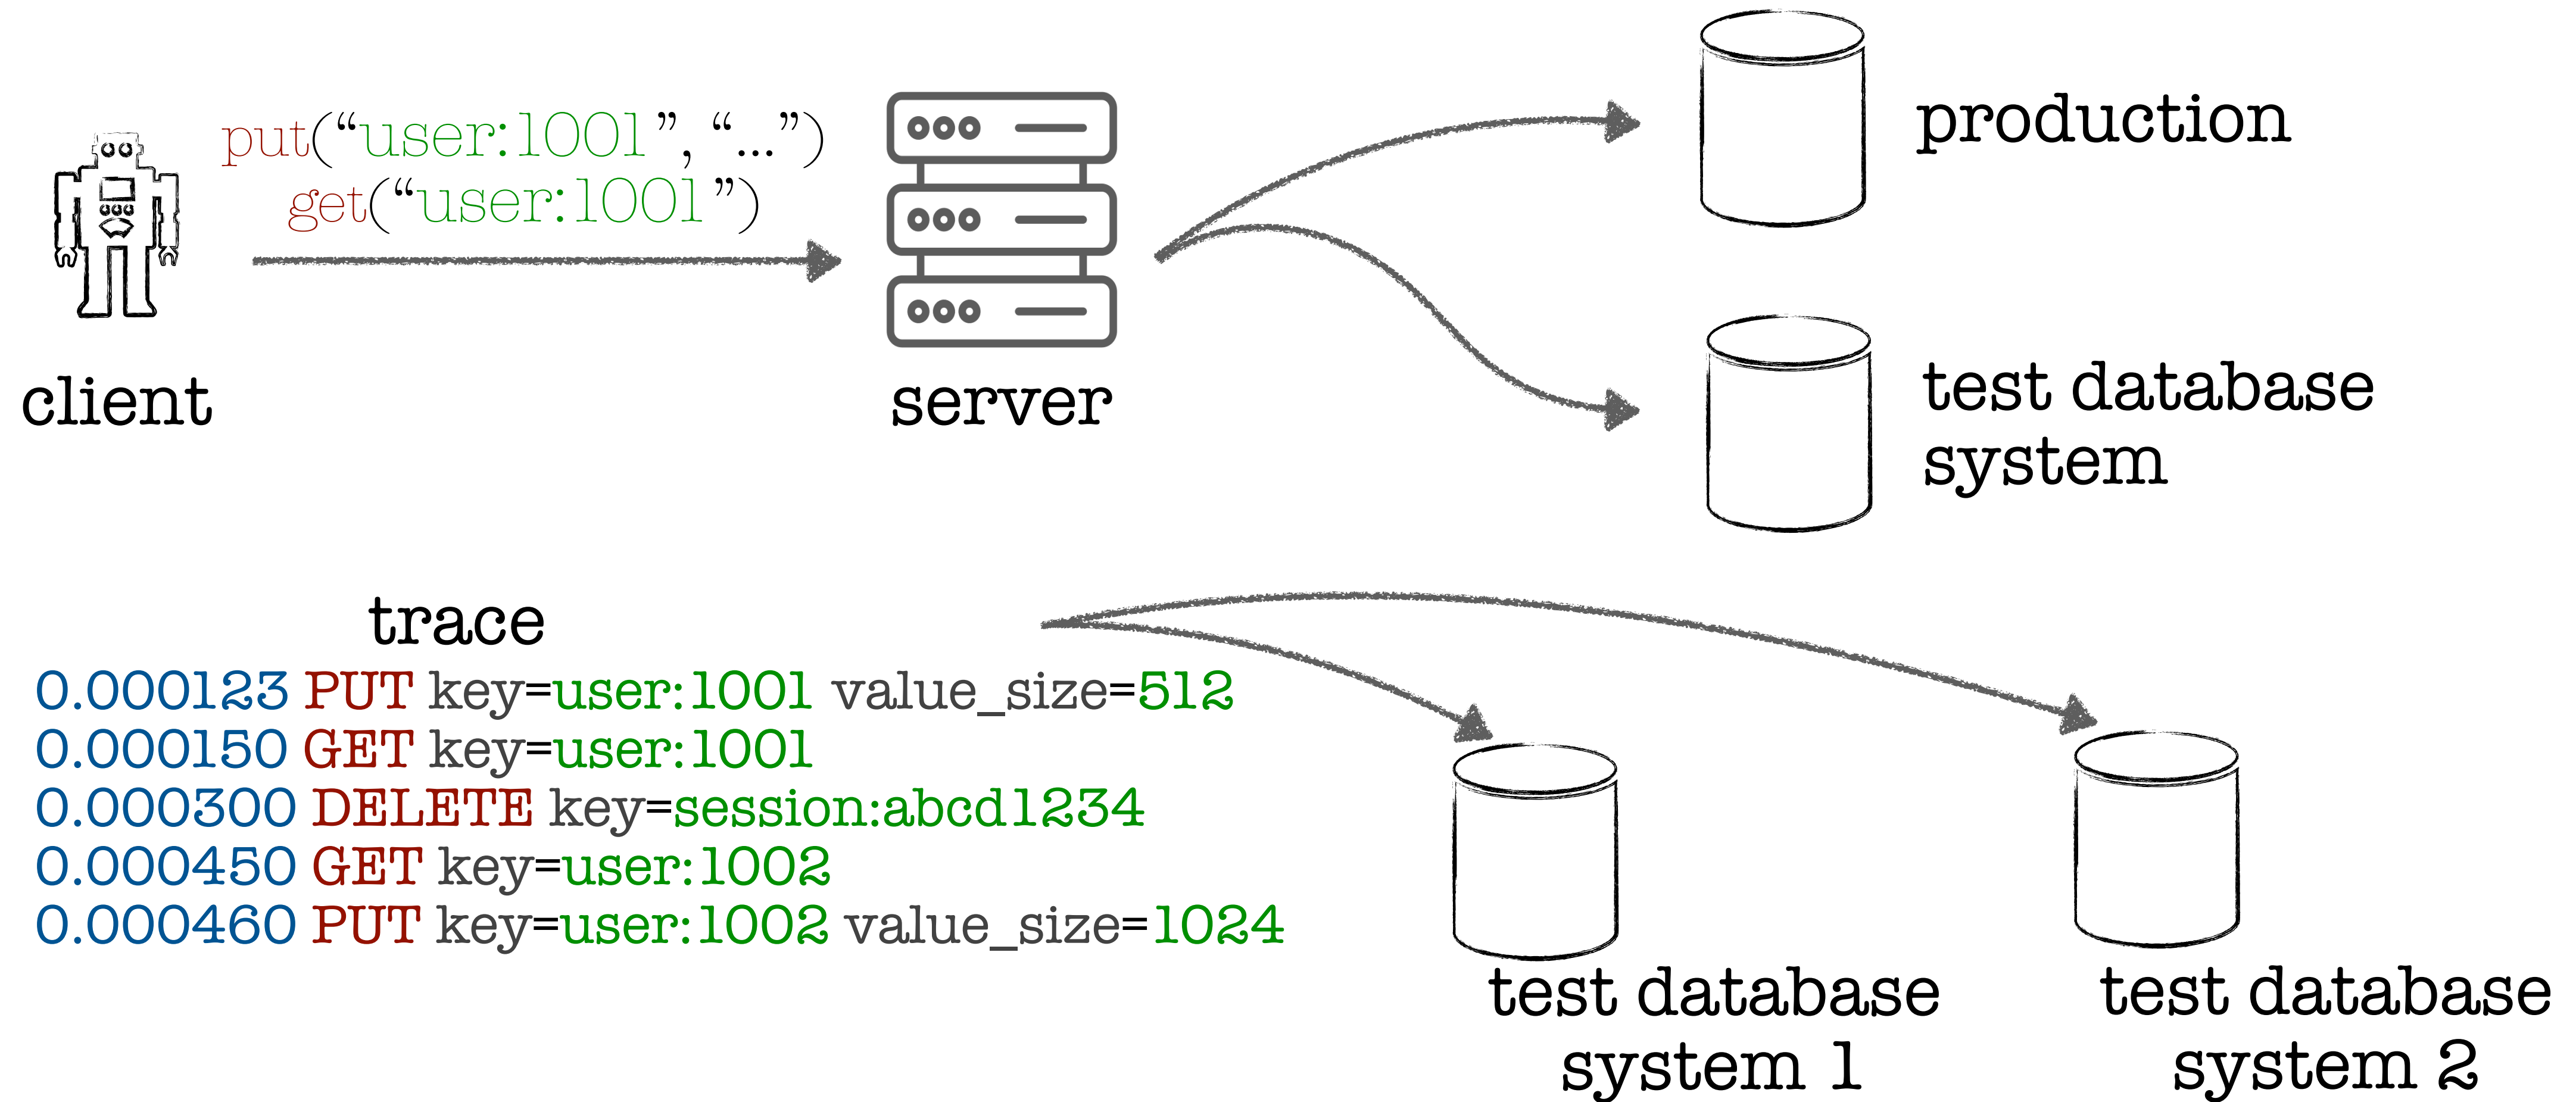 put(“user:1001”, “...”)
get(“user:1001”)
client
server
production
test database
system
trace
0.000123 PUT key=user:1001 value_size=512
0.000150 GET key=user:1001
0.000300 DELETE key=session:abcd1234
0.000450 GET key=user:1002
0.000460 PUT key=user:1002 value_size=1024
test database
system 1
test database
system 2